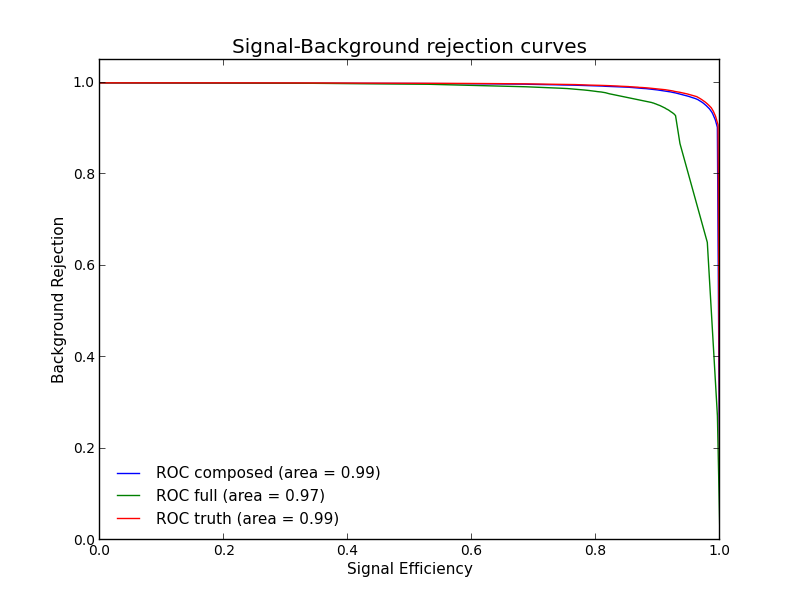 Signal-Background rejection curves
1.0
0.8
0.6
0.4
0.2
0.0
Background Rejection
ROC composed (area = 0.99)
ROC full (area = 0.97)
ROC truth (area = 0.99)
0.0 0.2 0.4 0.6 0.8 1.0
Signal Efficiency